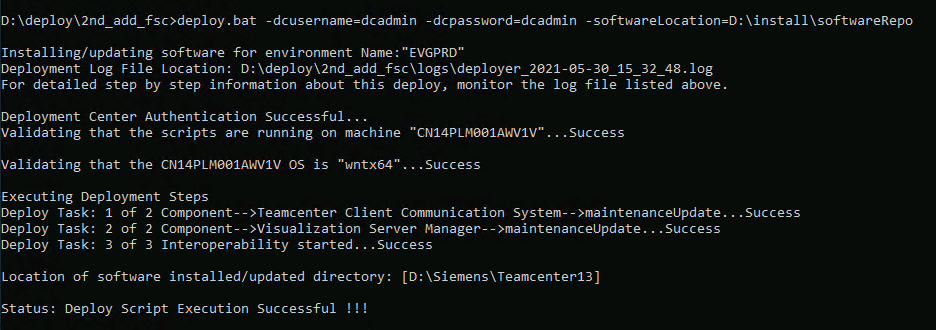 D:\deploy\2nd_add_fsc>deploy.bat -dcusername=dcadmin -dcpassword=dcadmin -softwareLocation=D:\install\softwareRepo
Installing/updating software for environment Name:"EVGPRD"
Deployment Log File Location: D:\deploy\2nd_add_fsc\logs\deployer_2021-05-30_15_32_48.log
For detailed step by step information about this deploy, monitor the log file listed above.
Deployment Center Authentication Successful...
Validating that the scripts are running on machine "CN14PLM001AWV1V"...Success
Validating that the CN14PLM001AWV1V OS is "wntx64"...Success
Executing Deployment Steps
Deploy Task: 1 of 2 Component-->Teamcenter Client Communication System-->maintenanceUpdate...Success
Deploy Task: 2 of 2 Component-->Visualization Server Manager-->maintenanceUpdate...Success
Deploy Task: 3 of 3 Interoperability started...Success
Location of software installed/updated directory: [D:\Siemens\Teamcenter13]
Status: Deploy Script Execution Successful !!!